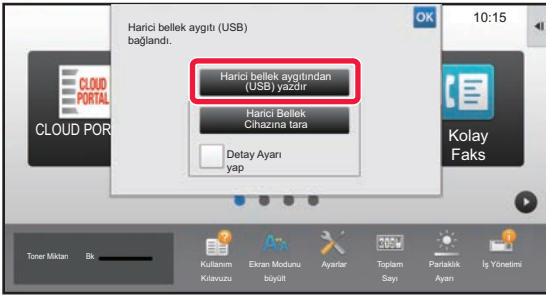 Harici bellek aygıtı (USB)
bağlandı.
OK
10:15
Harici bellek aygıtından
(USB) yazdır
Harici Bellek
Cihazına tara
Detay Ayarı
yap
CLOUD
PORTAL
CLOUD POR
Kolay
Faks
Toner Miktarı Bk
Kullanım
Kılavuzu
Ekran Modunu
büyült
Ayarlar
Toplam
Sayı
Parlaklık
Ayarı
İş Yönetimi